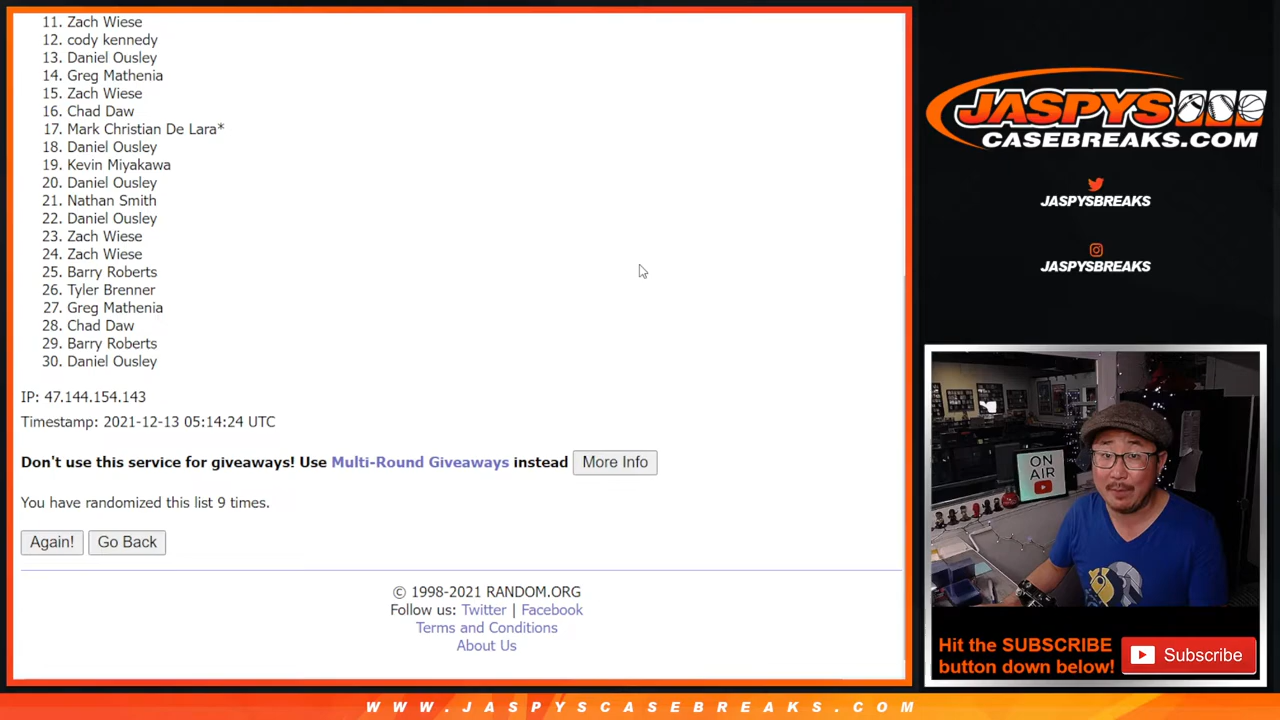 11. Zach Wiese
12. cody kennedy
13. Daniel Ousley
14. Greg Mathenia
15. Zach Wiese
16. Chad Daw
17. Mark Christian De Lara*
18. Daniel Ousley
19. Kevin Miyakawa
20. Daniel Ousley
21. Nathan Smith
22. Daniel Ousley
23. Zach Wiese
24. Zach Wiese
25. Barry Roberts
26. Tyler Brenner
27. Greg Mathenia
28. Chad Daw
29. Barry Roberts
30. Daniel Ousley
IP: 47.144.154.143
Timestamp: 2021-12-13 05:14:24 UTC
Don't use this service for giveaways! Use Multi-Round Giveaways instead More Info
You have randomized this list 9 times.
Again! Go Back
© 1998-2021 RANDOM.ORG
Follow us: Twitter | Facebook
Terms and Conditions
About Us
JASPYS
CASEBREAKS.COM
JASPYSBREAKS
JASPYSBREAKS
ON
AIR
Hit the SUBSCRIBE
button down below!
Subscribe
WWW.JASPYSCASEBREAKS.COM